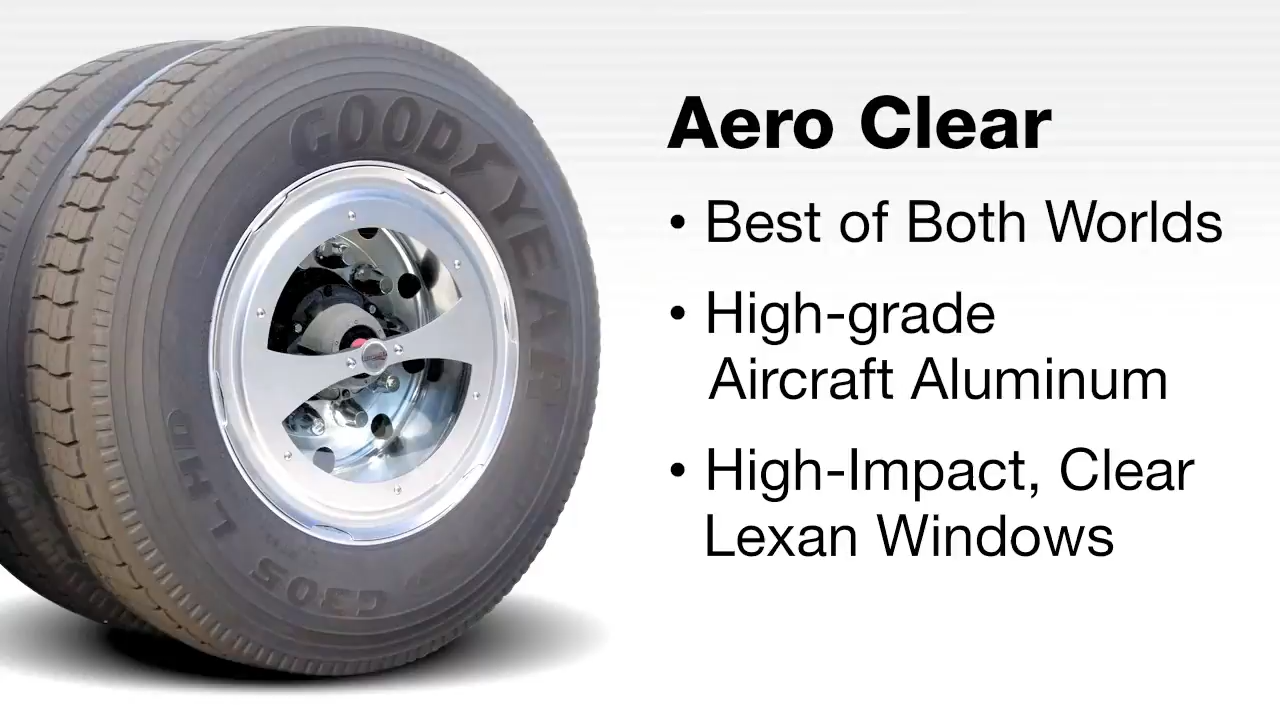 Aero Clear
• Best of Both Worlds
• High-grade
Aircraft Aluminum
• High-Impact, Clear
Lexan Windows
GOODYEAR
G305 LHD